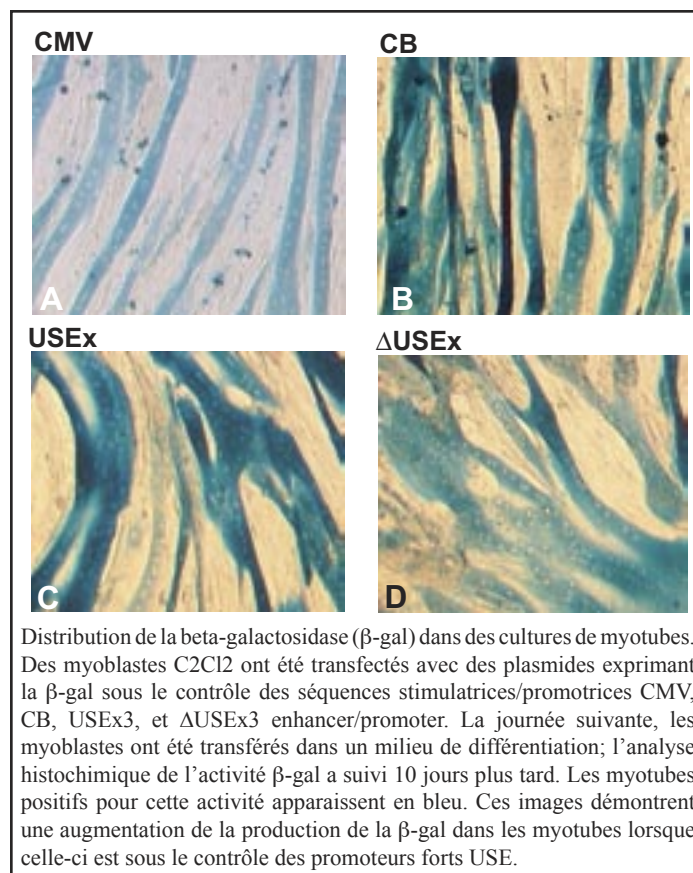 CMV
CB
A
B
USEx
ΔUSEx
C
D
Distribution de la beta-galactosidase (β-gal) dans des cultures de myotubes.
Des myoblastes C2Cl2 ont été transfectés avec des plasmides exprimant
la β-gal sous le contrôle des séquences stimulatrices/promotrices CMV,
CB, USEx3, et ΔUSEx3 enhancer/promoter. La journée suivante, les
myoblastes ont été transférés dans un milieu de différentiation; l’analyse
histochimique de l’activité β-gal a suivi 10 jours plus tard. Les myotubes
positifs pour cette activité apparaissent en bleu. Ces images démontrent
une augmentation de la production de la β-gal dans les myotubes lorsque
celle-ci est sous le contrôle des promoteurs forts USE.